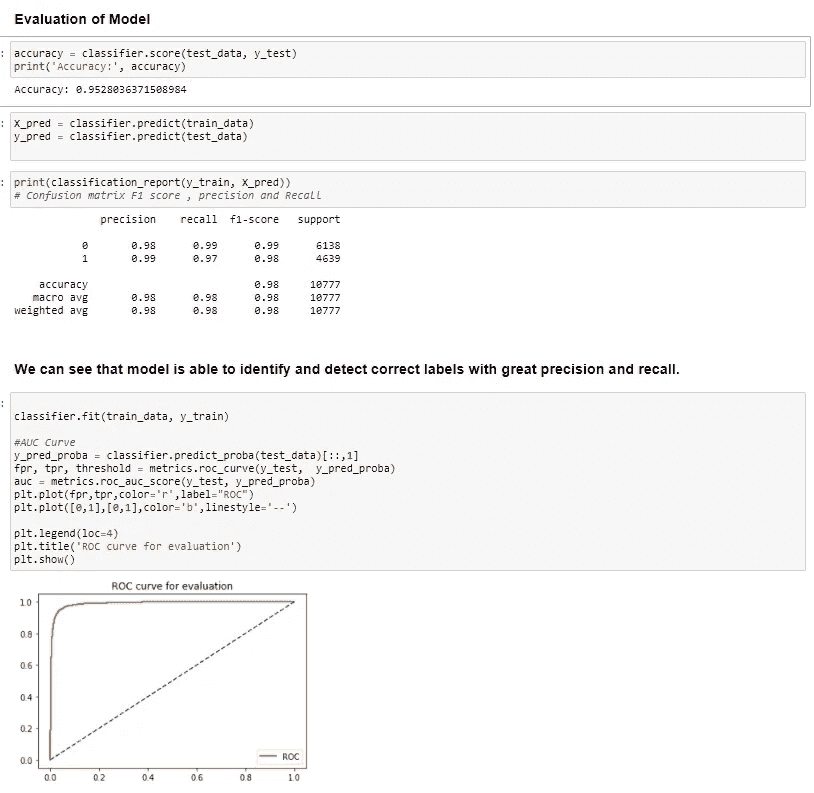 Evaluation of Model
: accuracy = classifier.score(test_data, y_test)
print('Accuracy:', accuracy)
Accuracy: 0.9528036371508984
: X_pred = classifier.predict(train_data)
y_pred = classifier.predict(test_data)
: print(classification_report(y_train, X_pred))
# Confusion matrix F1 score , precision and Recall
precision recall f1-score support
0 0.98 0.99 0.99 6138
1 0.99 0.97 0.98 4639
accuracy 0.98 10777
macro avg 0.98 0.98 0.98 10777
weighted avg 0.98 0.98 0.98 10777
We can see that model is able to identify and detect correct labels with great precision and recall.
:
classifier.fit(train_data, y_train)
#AUC Curve
y_pred_proba = classifier.predict_proba(test_data)[::,1]
fpr, tpr, threshold = metrics.roc_curve(y_test, y_pred_proba)
auc = metrics.roc_auc_score(y_test, y_pred_proba)
plt.plot(fpr,tpr,color='r',label="ROC")
plt.plot([0,1],[0,1],color='b',linestyle='--')
plt.legend(loc=4)
plt.title('ROC curve for evaluation')
plt.show()
ROC curve for evaluation
1.0
0.8
0.6
0.4
0.2
0.0
ROC
0.0 0.2 0.4 0.6 0.8 1.0